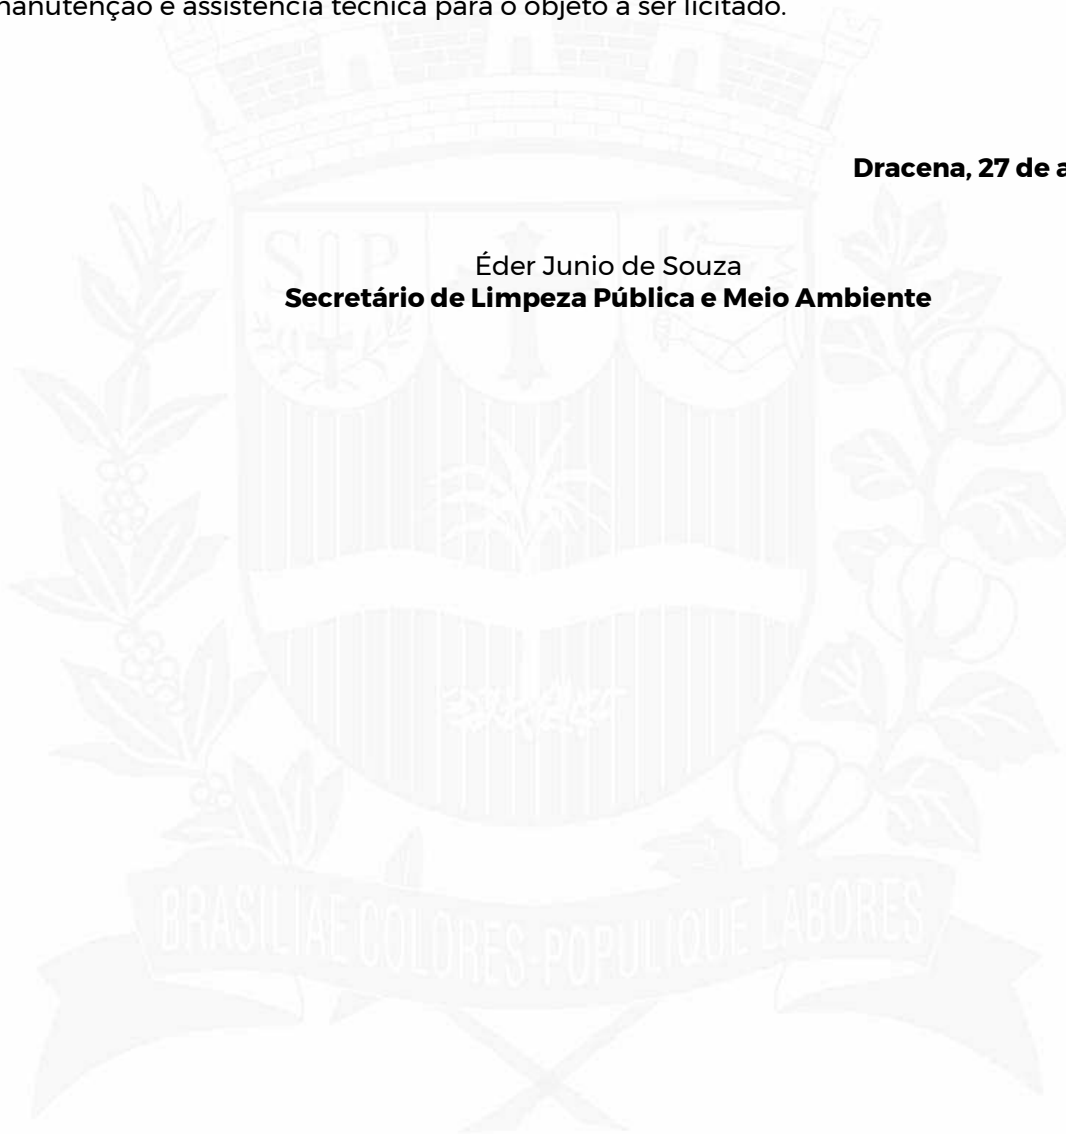 manutenção e assistência técnica para o objeto a ser licitado.
Dracena, 27 de a
Éder Junio de Souza
Secretário de Limpeza Pública e Meio Ambiente
S P
BRASILIAE COLORES-POPULIQUE LABORES